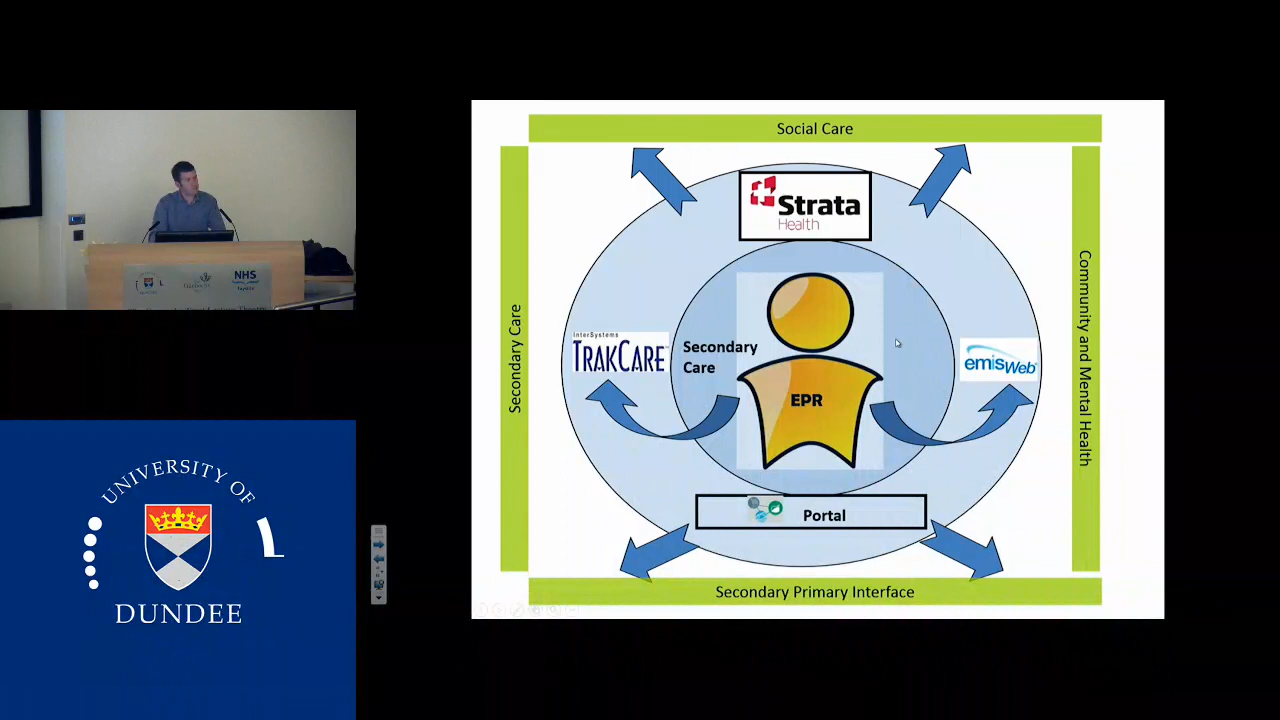 Social Care
Strata
Health
Secondary Care
InterSystems
TRAKCARE
Secondary
Care
EPR
emisWeb
Community and Mental Health
Portal
Secondary Primary Interface
NHS
UNIVERSITY OF
DUNDEE